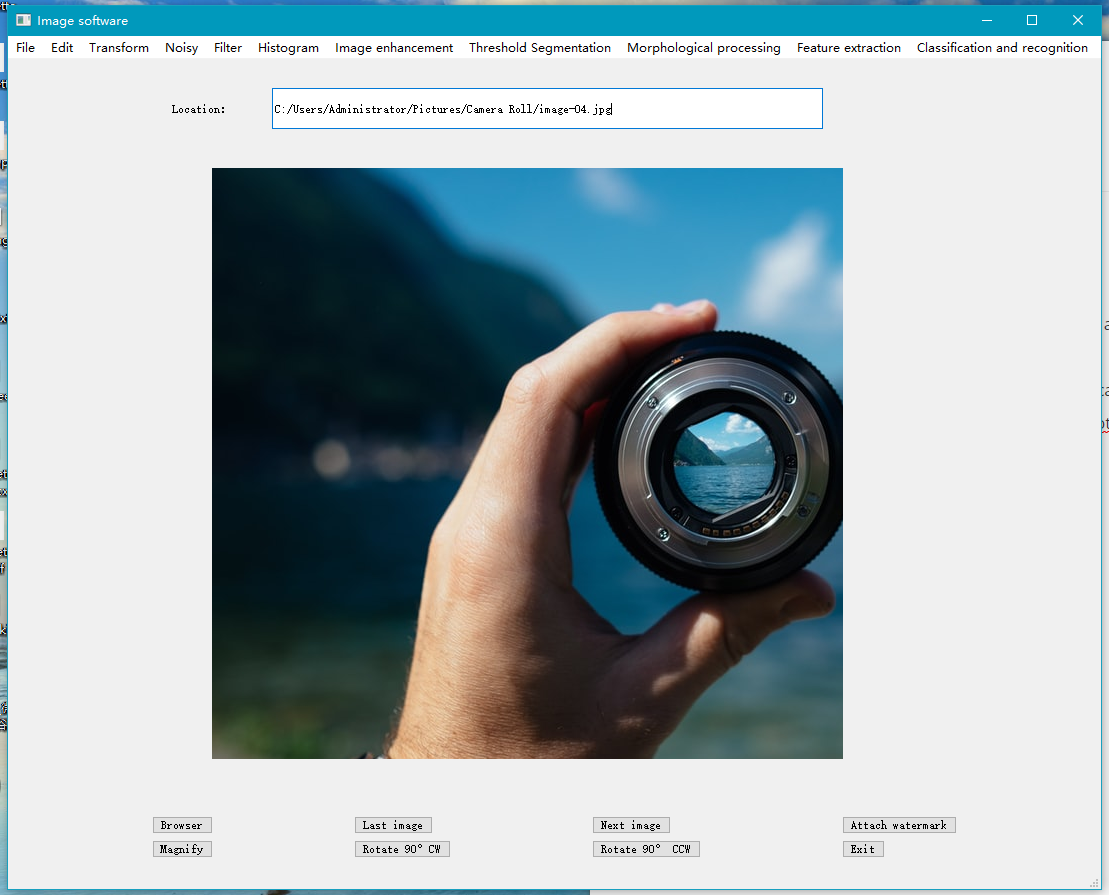 Image software
File Edit Transform Noisy Filter Histogram Image enhancement Threshold Segmentation Morphological processing Feature extraction Classification and recognition
Location: C:/Users/Administrator/Pictures/Camera Roll/image-04.jpg
Browser Last image Next image Attach watermark
Magnify Rotate 90° CW Rotate 90° CCW Exit